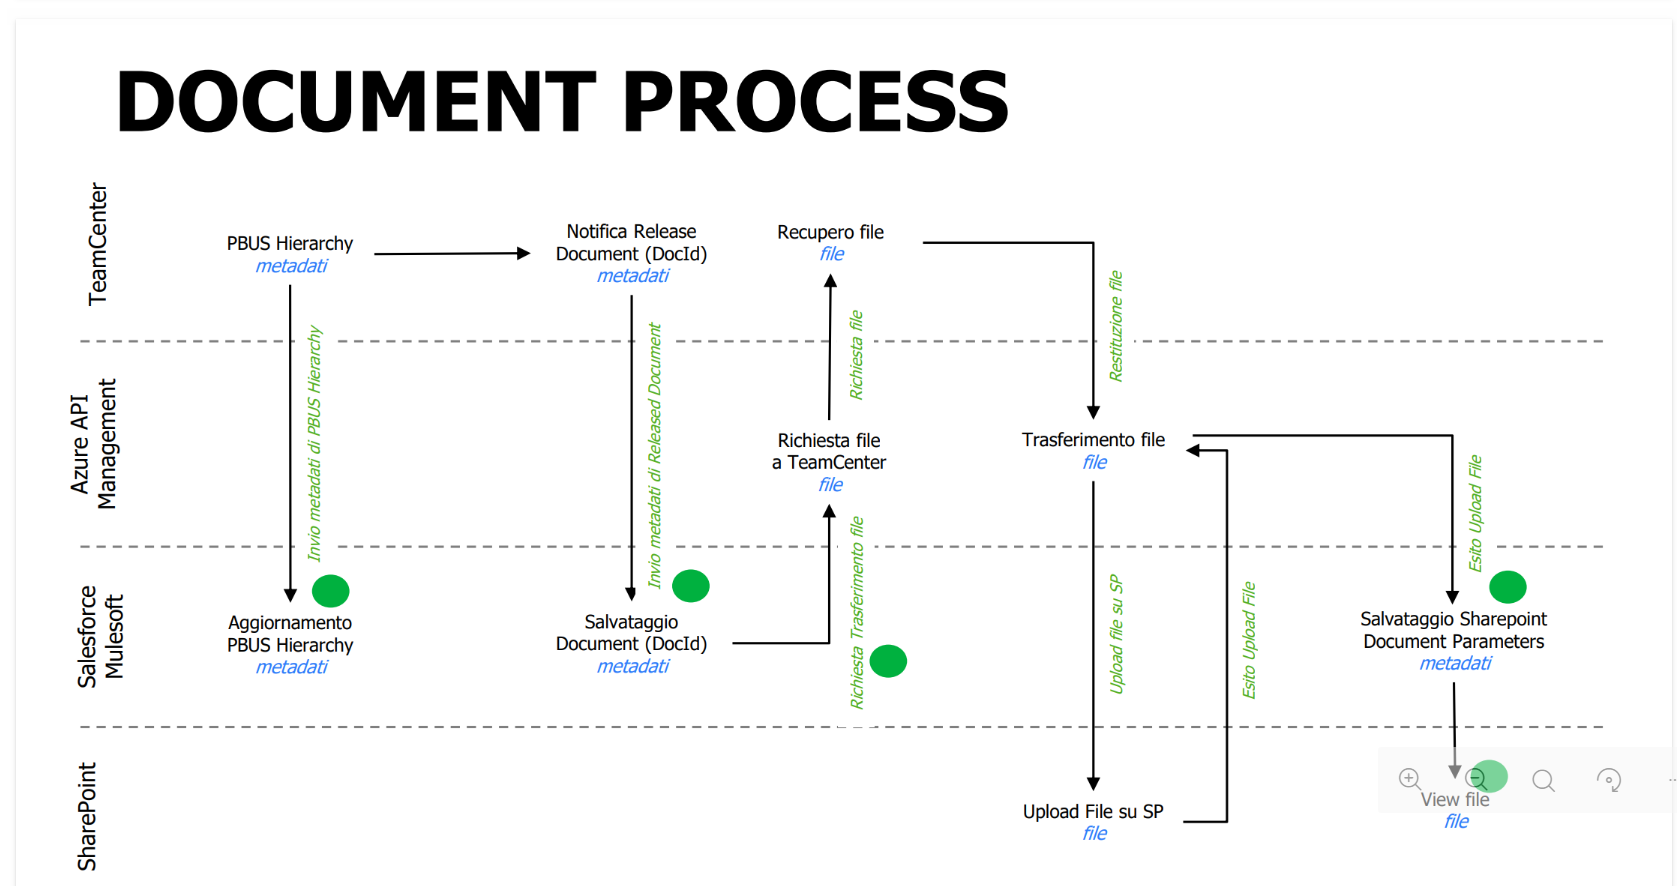 DOCUMENT PROCESS
TeamCenter
PBUS Hierarchy
metadati
Notifica Release
Document (DocId)
metadati
Recupero file
file
Invio metadati di PBUS Hierarchy
Invio metadati di Released Document
Richiesta file
Restituzione file
Azure API
Management
Richiesta file
a TeamCenter
file
Trasferimento file
file
Richiesta Trasferimento file
Upload file su SP
Esito Upload File
Esito Upload File
Salesforce
Mulesoft
Aggiornamento
PBUS Hierarchy
metadati
Salvataggio
Document (DocId)
metadati
Salvataggio Sharepoint
Document Parameters
metadati
SharePoint
Upload File su SP
file
View file
file